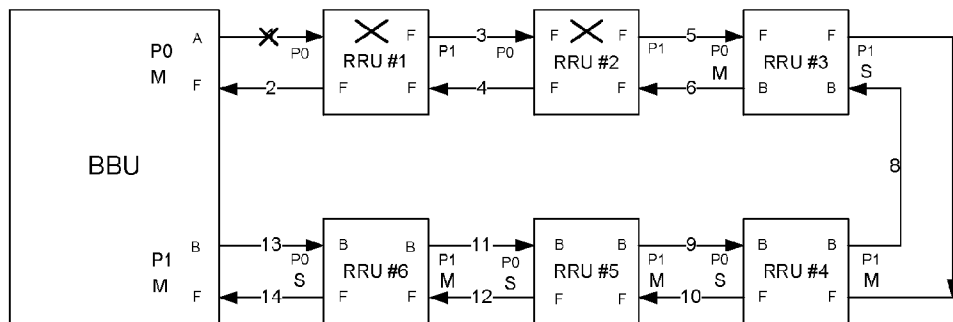 A P0 F 3 P0 F F 5 P0 F F P1
P0 RRU #1 P1 RRU #2 P1 M RRU #3 S
M
F 2 F F 4 F F 6 B B
BBU
8
B 13 P0 B B 11 P0 B B 9 P0 B B
P1 RRU #6 P1 RRU #5 P1 RRU #4 P1
M S M S M S M
F 14 F F 12 F F 10 F F